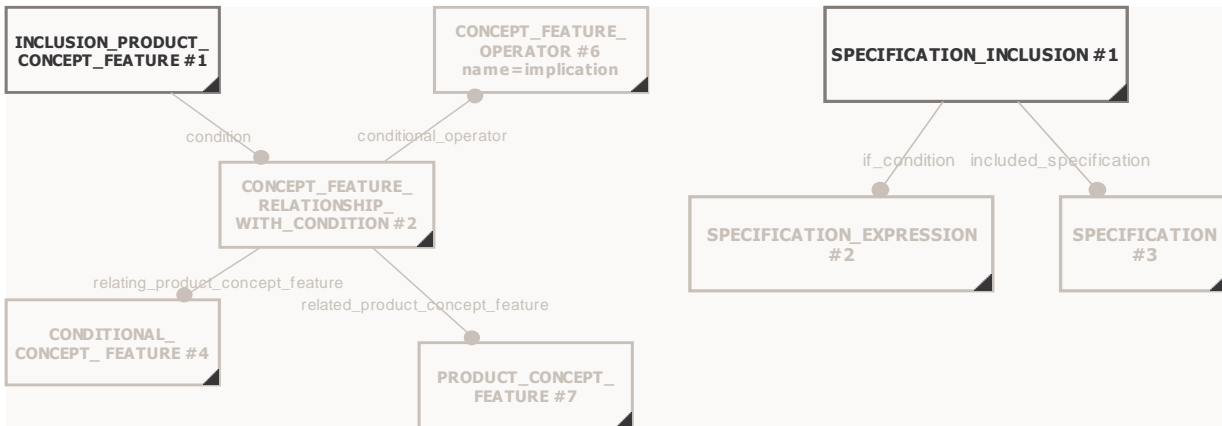 INCLUSION_PRODUCT_
CONCEPT_FEATURE #1
CONCEPT_FEATURE_
OPERATOR #6
name=implication
condition
conditional_operator
CONCEPT_FEATURE_
RELATIONSHIP_
WITH_CONDITION #2
relating_product_concept_feature
related_product_concept_feature
CONDITIONAL_
CONCEPT_ FEATURE #4
PRODUCT_CONCEPT_
FEATURE #7
SPECIFICATION_INCLUSION #1
if_condition
included_specification
SPECIFICATION_EXPRESSION
#2
SPECIFICATION
#3